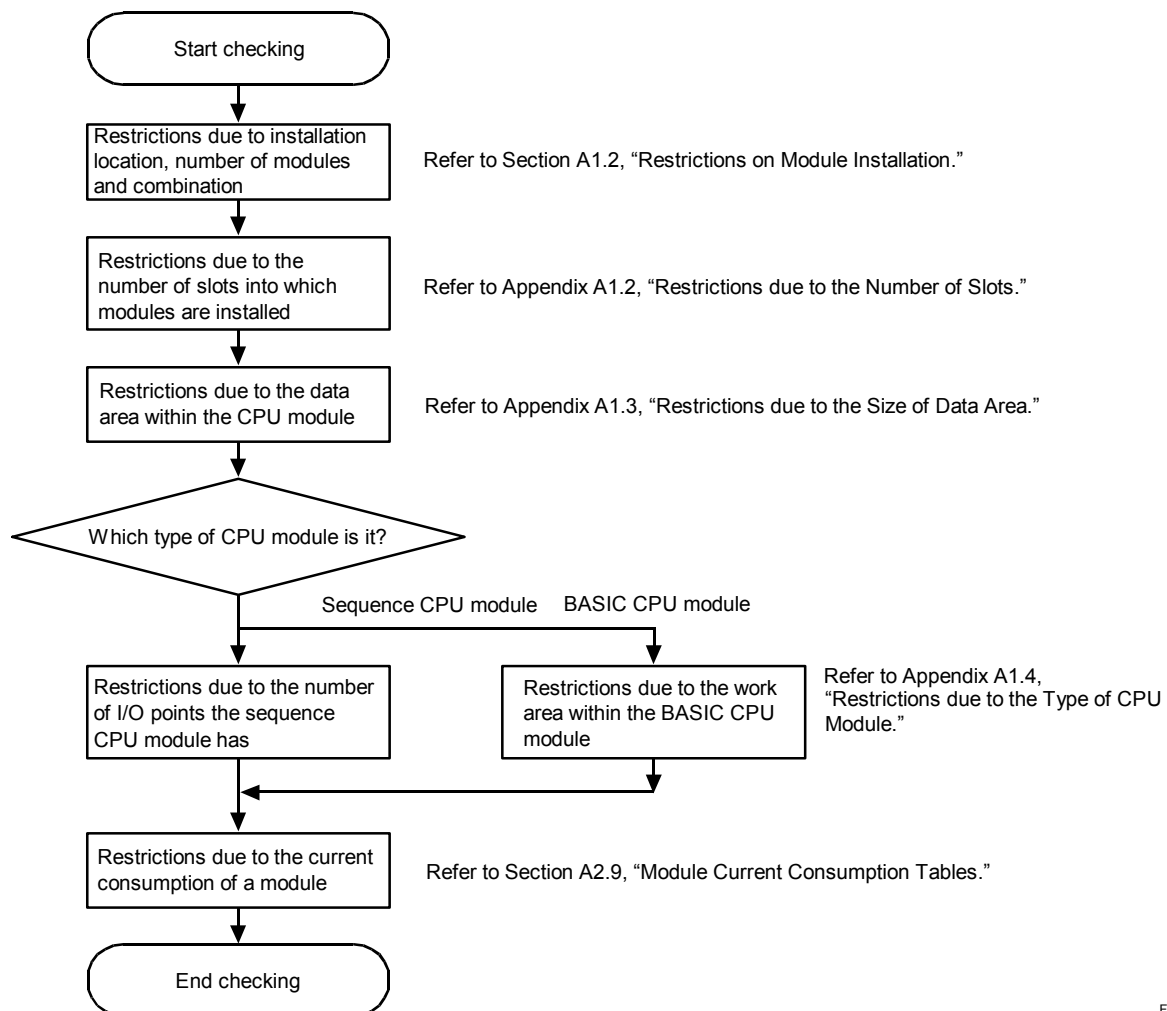 Start checking
Restrictions due to installation
location, number of modules
and combination
Refer to Section A1.2, “Restrictions on Module Installation.”
Restrictions due to the
number of slots into which
modules are installed
Refer to Appendix A1.2, “Restrictions due to the Number of Slots.”
Restrictions due to the data
area within the CPU module
Refer to Appendix A1.3, “Restrictions due to the Size of Data Area.”
Which type of CPU module is it?
Sequence CPU module
BASIC CPU module
Restrictions due to the number
of I/O points the sequence
CPU module has
Restrictions due to the work
area within the BASIC CPU
module
Refer to Appendix A1.4,
“Restrictions due to the Type of CPU
Module.”
Restrictions due to the current
consumption of a module
Refer to Section A2.9, “Module Current Consumption Tables.”
End checking